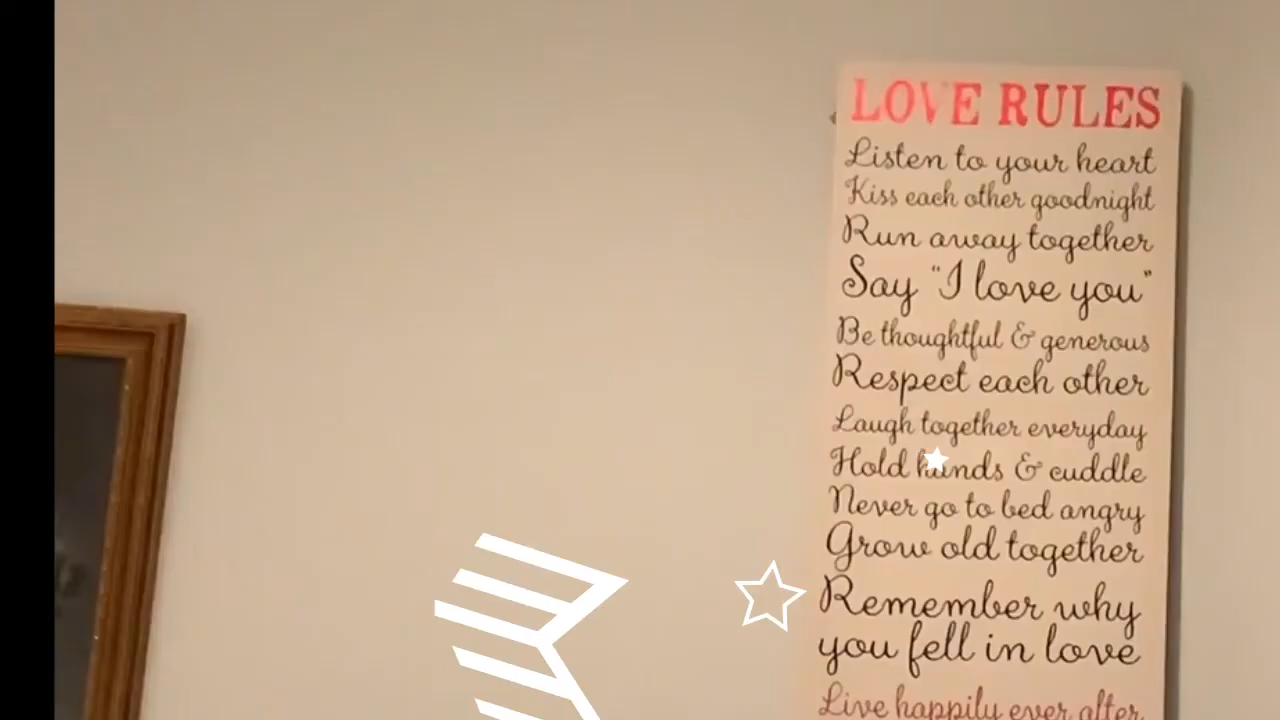 LOVE RULES
Listen to your heart
Kiss each other goodnight
Run away together
Say "I love you"
Be thoughtful & generous
Respect each other
Laugh together everyday
Hold hands & cuddle
Never go to bed angry
Grow old together
Remember why
you fell in love
Live happily ever after